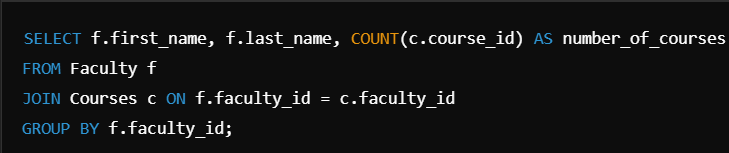 SELECT f.first_name, f.last_name, COUNT(c.course_id) AS number_of_courses
FROM Faculty f
JOIN Courses c ON f.faculty_id = c.faculty_id
GROUP BY f.faculty_id;